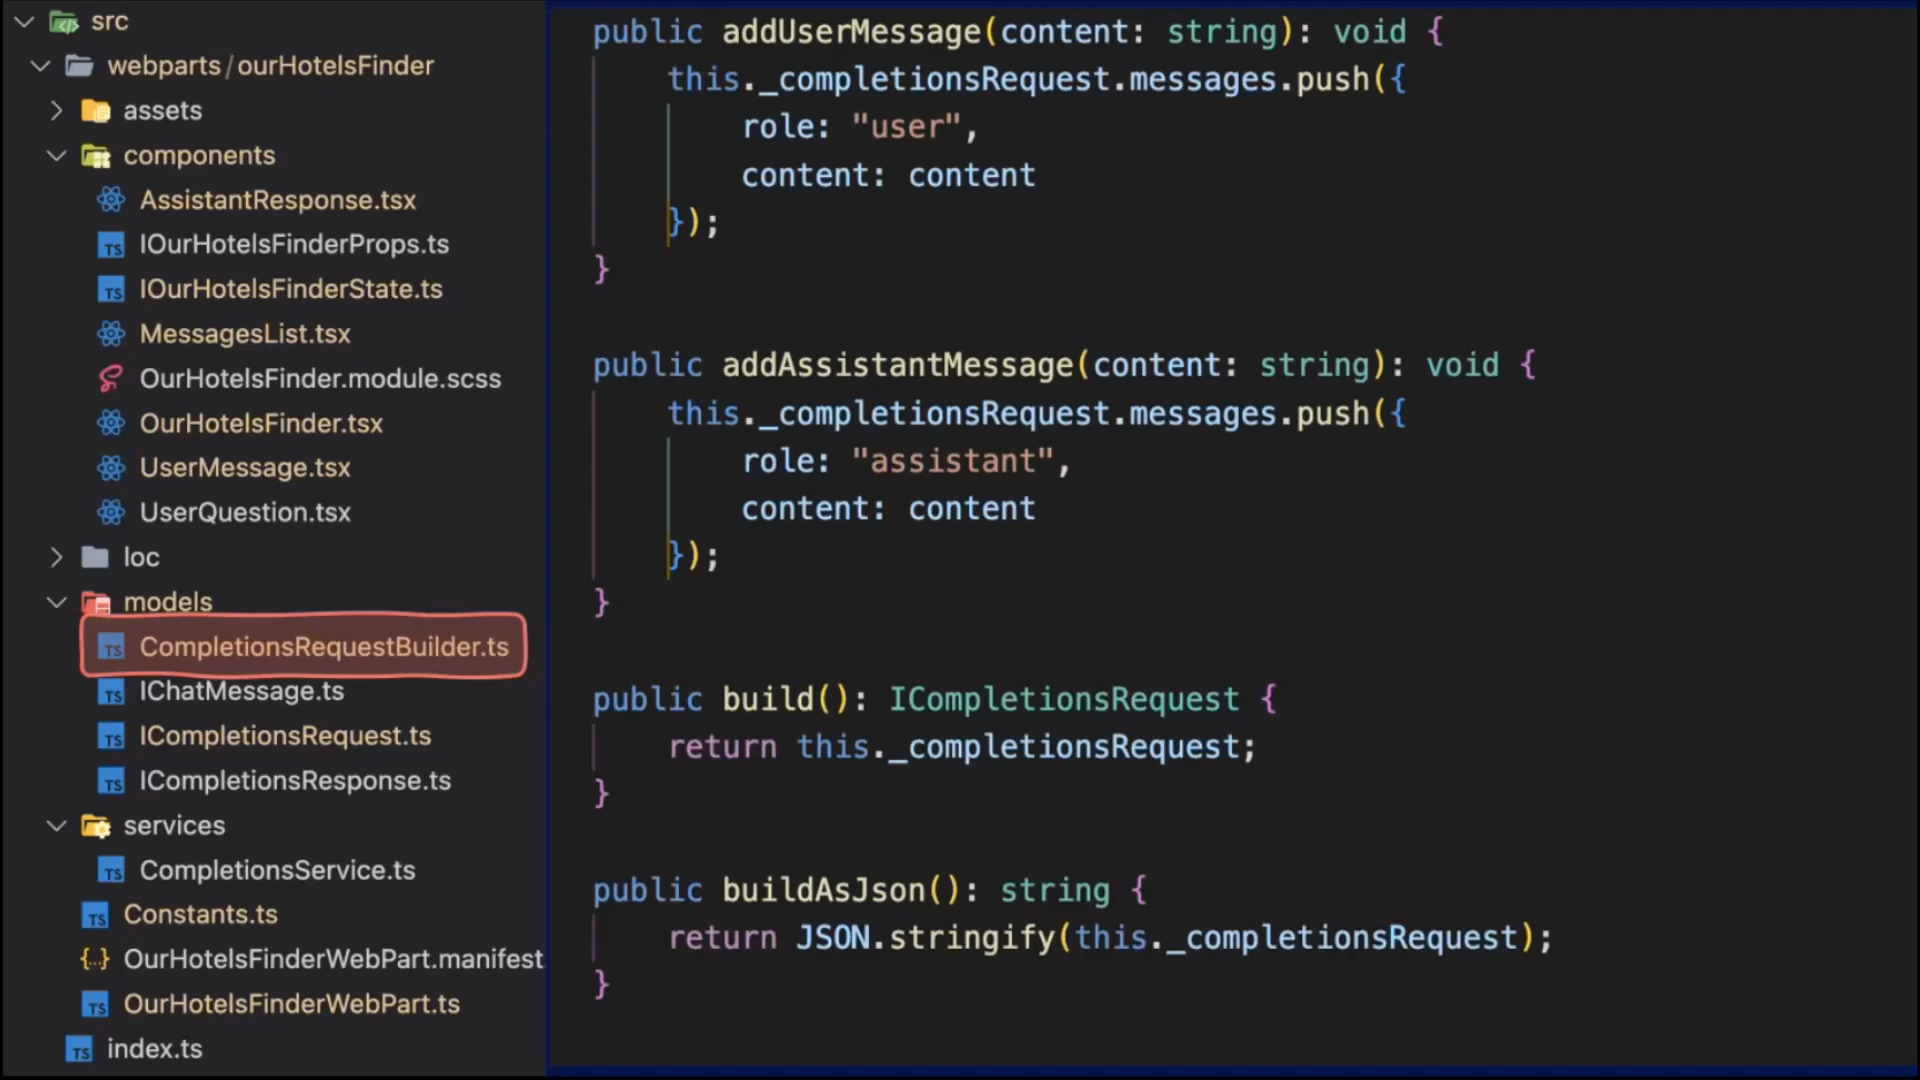 src
webparts/ourHotelsFinder
assets
components
AssistantResponse.tsx
IOurHotelsFinderProps.ts
IOurHotelsFinderState.ts
MessagesList.tsx
OurHotelsFinder.module.scss
OurHotelsFinder.tsx
UserMessage.tsx
UserQuestion.tsx
loc
models
CompletionsRequestBuilder.ts
IChatMessage.ts
ICompletionsRequest.ts
ICompletionsResponse.ts
services
CompletionsService.ts
Constants.ts
OurHotelsFinderWebPart.manifest
OurHotelsFinderWebPart.ts
index.ts
public addUserMessage(content: string): void {
this._completionsRequest.messages.push({
role: "user",
content: content
});
}
public addAssistantMessage(content: string): void {
this._completionsRequest.messages.push({
role: "assistant",
content: content
});
}
public build(): ICompletionsRequest {
return this._completionsRequest;
}
public buildAsJson(): string {
return JSON.stringify(this._completionsRequest);
}